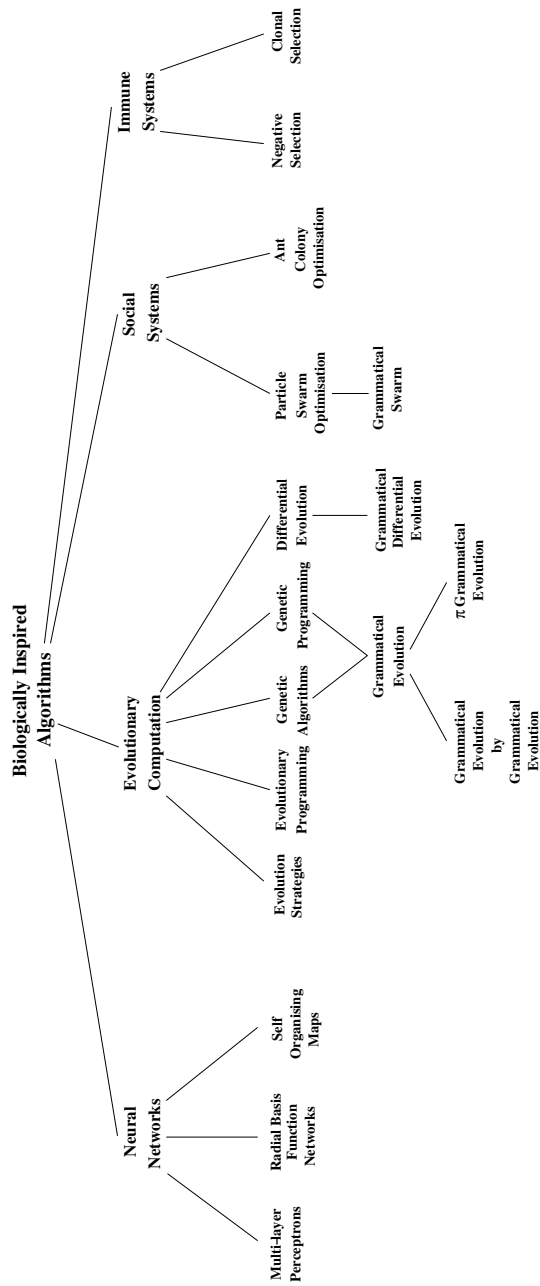 Biologically Inspired
Algorithms
Neural
Networks
Evolutionary
Computation
Social
Systems
Immune
Systems
Multi-layer
Perceptrons
Radial Basis
Function
Networks
Self
Organising
Maps
Evolution
Strategies
Evolutionary
Programming
Genetic
Algorithms
Genetic
Programming
Differential
Evolution
Particle
Swarm
Optimisation
Ant
Colony
Optimisation
Negative
Selection
Clonal
Selection
Grammatical
Evolution
Grammatical
Differential
Evolution
Grammatical
Swarm
Grammatical
Evolution
by
Grammatical
Evolution
π Grammatical
Evolution